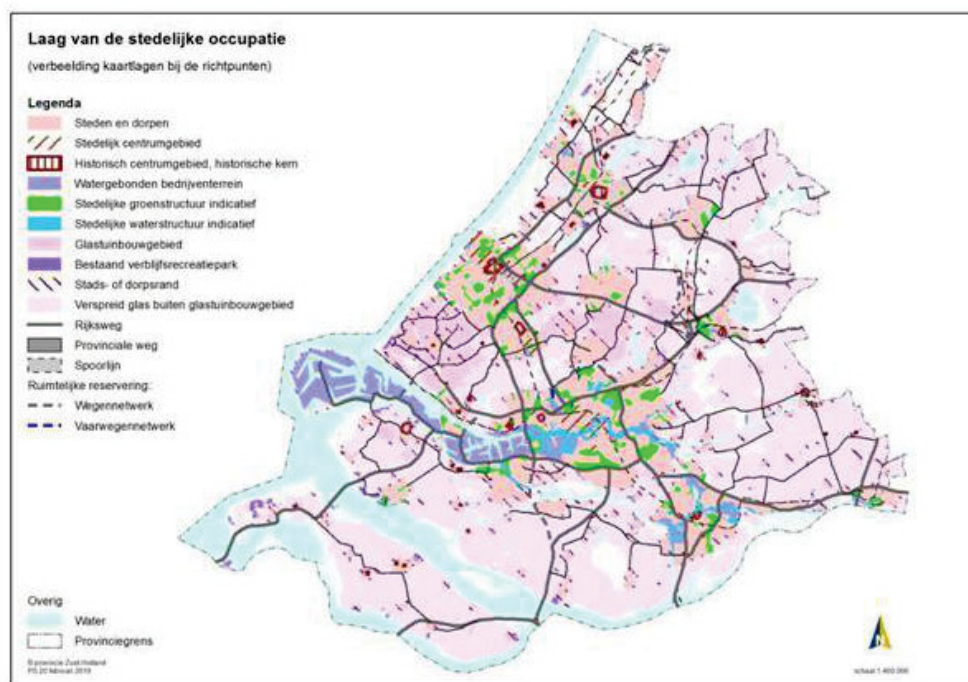 Laag van de stedelijke occupatie
(verbeelding kaartlagen bij de richtpunten)
Legenda
Steden en dorpen
Stedelijk centrumgebied
Historisch centrumgebied, historische kern
Watergebonden bedrijventerrein
Stedelijke groenstructuur indicatief
Stedelijke waterstructuur indicatief
Glastuinbouwgebied
Bestaand verblijfsrecreatiepark
Stads- of dorpsrand
Verspreid glas buiten glastuinbouwgebied
Rijksweg
Provinciale weg
Spoorlijn
Ruimtelijke reservering:
Wegennetwerk
Vaarwegennetwerk
Overig
Water
Provinciegrens
© provincie Zuid-Holland
PS 20 februari 2019
N
schaal 1:400.000